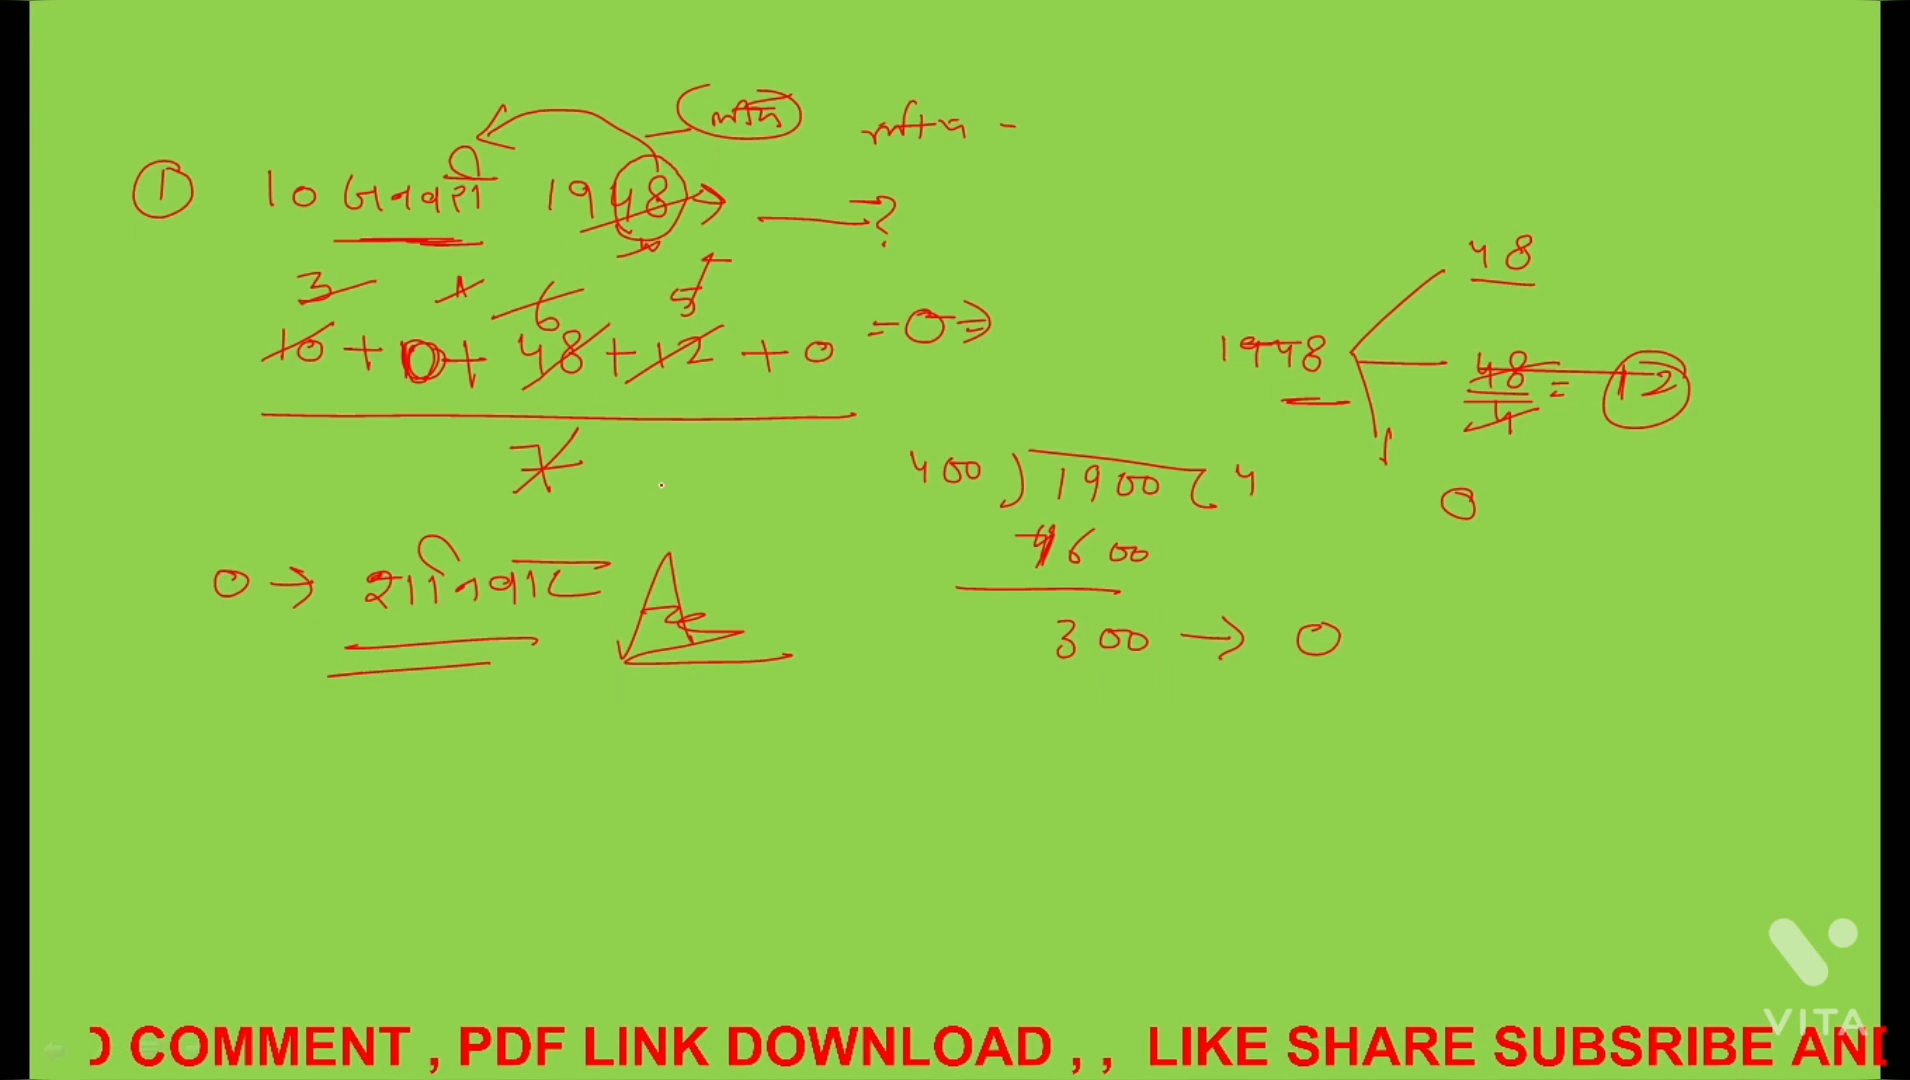 ① 10 जनवरी 1948 → ?
3 1 6 5
10 + 0 + 48 + 12 + 0 = 0 ⇒
7
0 → शनिवार
1948
48
48/4 = 12
0
400 ) 1900 ( 4
1600
300 → 0
COMMENT , PDF LINK DOWNLOAD , , LIKE SHARE SUBSRIBE AND
VITA